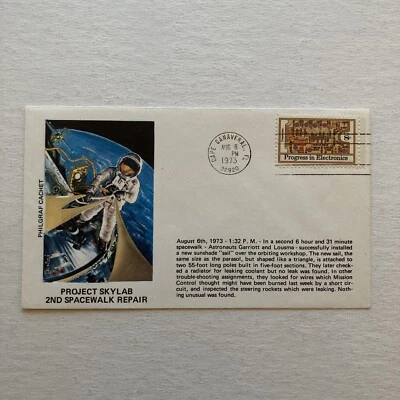 CAPE CANAVERAL, FL
AUG 6
PM
1973
32920
Progress in Electronics
PHILGRAF CACHET
PROJECT SKYLAB
2ND SPACEWALK REPAIR
August 6th, 1973 - 1:32 P. M. - In a second 6 hour and 31 minute
spacewalk - Astronauts Garriott and Lousma - successfully installed
a new sunshade "sail" over the orbiting workshop. The new sail, the
same size as the parasol, but shaped like a triangle, is attached to
two 55-foot long poles built in five-foot sections. They later check-
ed a radiator for leaking coolant but no leak was found. In other
trouble-shooting assignments, they looked for wires which Mission
Control thought might have been burned last week by a short cir-
cuit, and inspected the steering rockets which were leaking. Noth-
ing unusual was found.